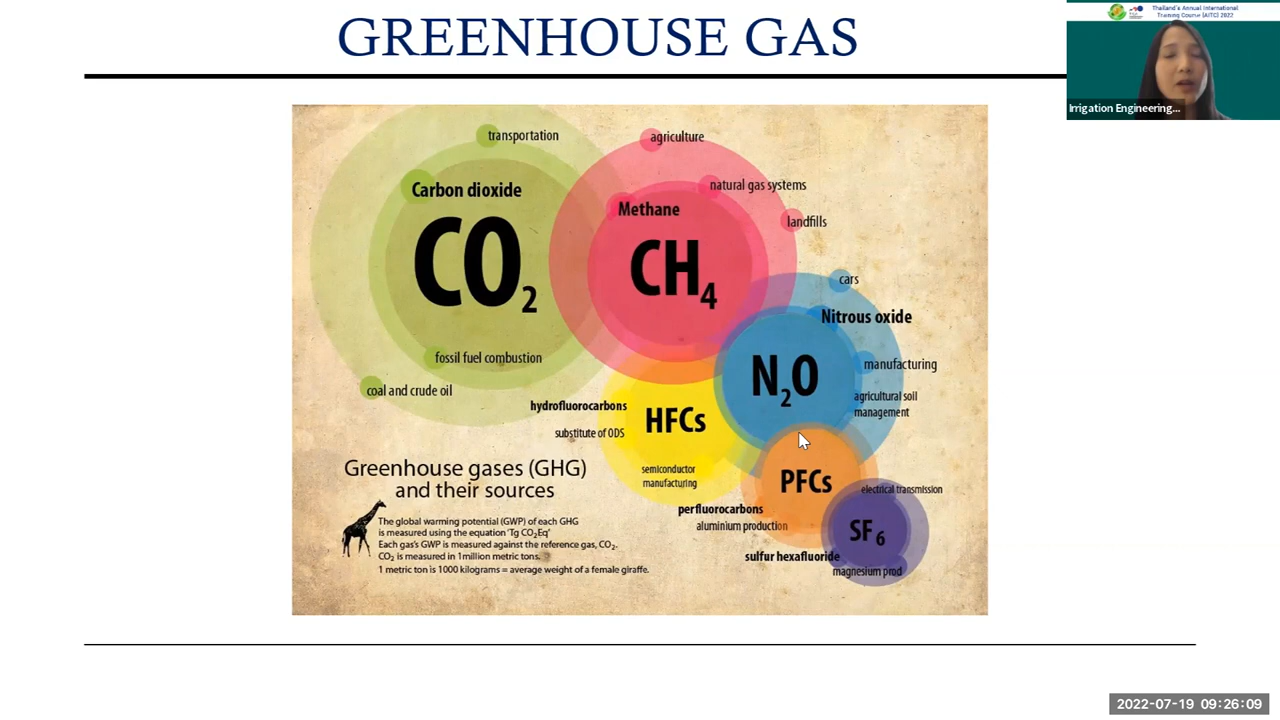 GREENHOUSE GAS
Thailand's Annual International
Training Course (AITC) 2022
Irrigation Engineering...
transportation
agriculture
Carbon dioxide
natural gas systems
Methane
landfills
CO2
CH4
cars
Nitrous oxide
fossil fuel combustion
manufacturing
N2O
coal and crude oil
agricultural soil
management
hydrofluorocarbons
HFCs
substitute of ODS
semiconductor
manufacturing
Greenhouse gases (GHG)
and their sources
PFCs
electrical transmission
perfluorocarbons
aluminium production
SF6
The global warming potential (GWP) of each GHG
is measured using the equation 'Tg CO2Eq'
Each gas's GWP is measured against the reference gas, CO2.
CO2 is measured in 1million metric tons.
1 metric ton is 1000 kilograms = average weight of a female giraffe.
sulfur hexafluoride
magnesium prod
2022-07-19 09:26:09